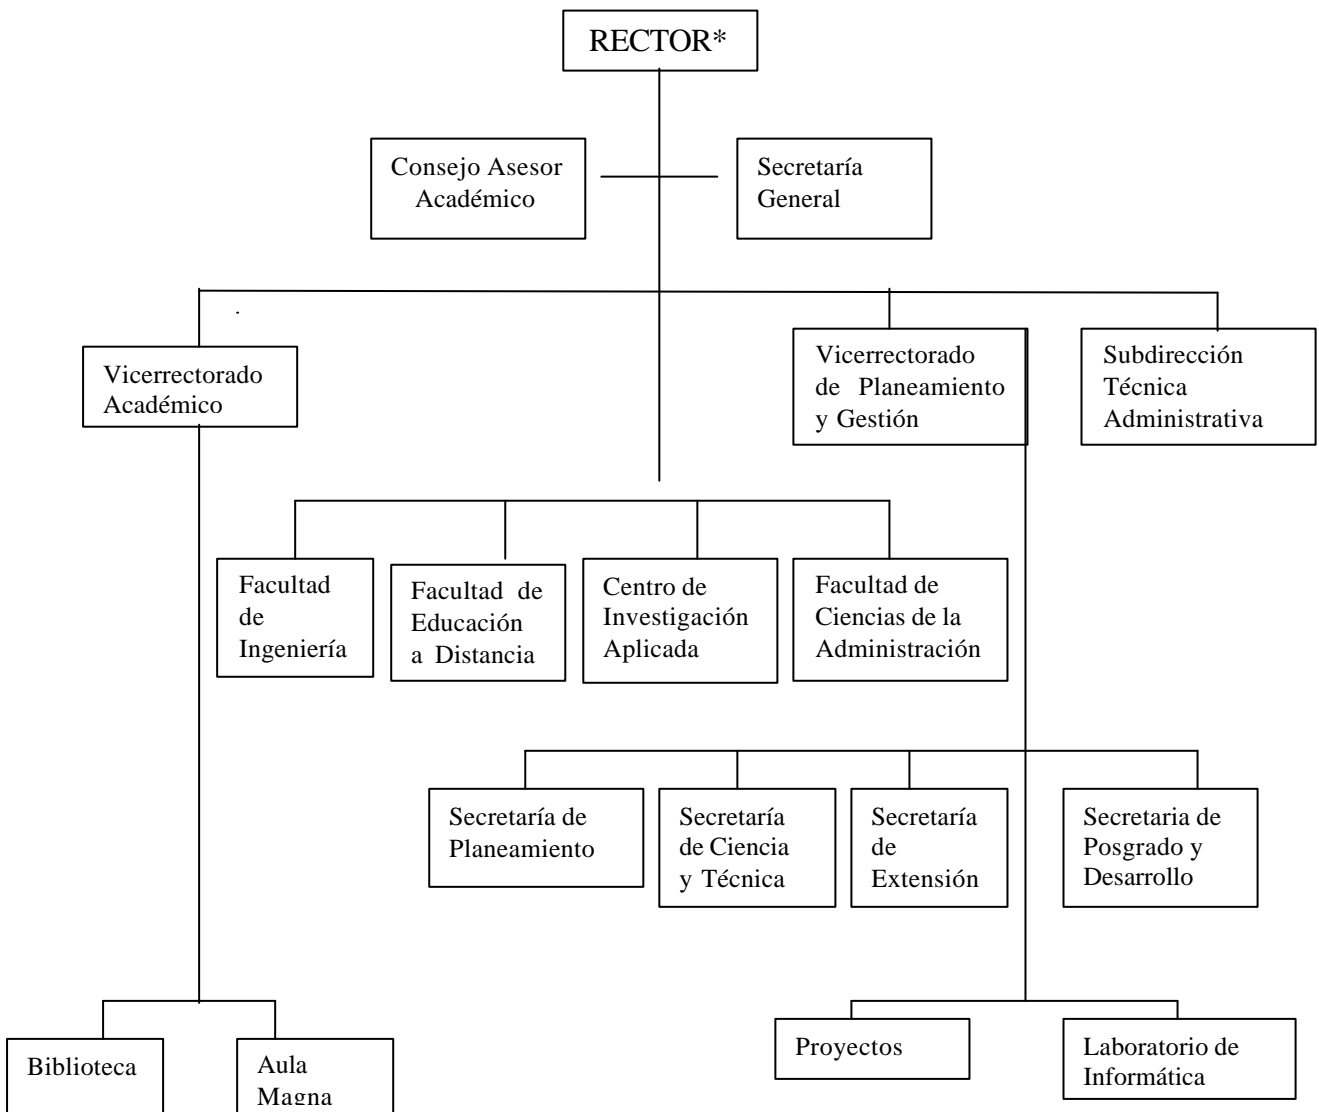 RECTOR*
Consejo Asesor
Académico
Secretaría
General
Vicerrectorado
Académico
Vicerrectorado
de Planeamiento
y Gestión
Subdirección
Técnica
Administrativa
Facultad
de
Ingeniería
Facultad de
Educación
a Distancia
Centro de
Investigación
Aplicada
Facultad de
Ciencias de la
Administración
Secretaría de
Planeamiento
Secretaría
de Ciencia
y Técnica
Secretaría
de
Extensión
Secretaria de
Posgrado y
Desarrollo
Biblioteca
Aula
Magna
Proyectos
Laboratorio de
Informática